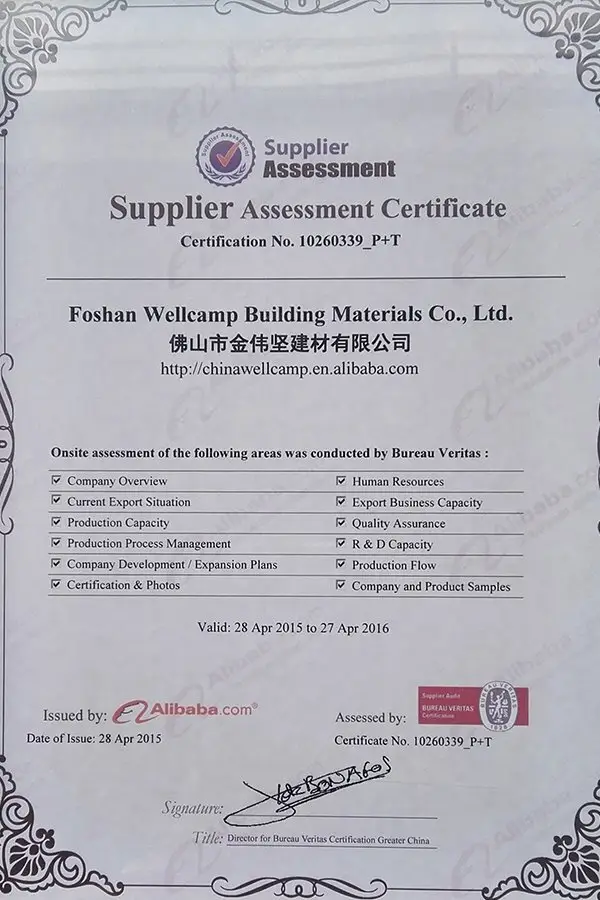 Supplier Assessment
Supplier
Assessment
Supplier Assessment Certificate
Certification No. 10260339_P+T
Foshan Wellcamp Building Materials Co., Ltd.
佛山市金伟坚建材有限公司
http://chinawellcamp.en.alibaba.com
Onsite assessment of the following areas was conducted by Bureau Veritas :
Company Overview
Human Resources
Current Export Situation
Export Business Capacity
Production Capacity
Quality Assurance
Production Process Management
R & D Capacity
Company Development / Expansion Plans
Production Flow
Certification & Photos
Company and Product Samples
Valid: 28 Apr 2015 to 27 Apr 2016
Issued by: Alibaba.com®
Date of Issue: 28 Apr 2015
Assessed by:
Supplier Audit
BUREAU VERITAS
Certification
BUREAU VERITAS
1828
Certificate No. 10260339_P+T
Signature:
Title: Director for Bureau Veritas Certification Greater China